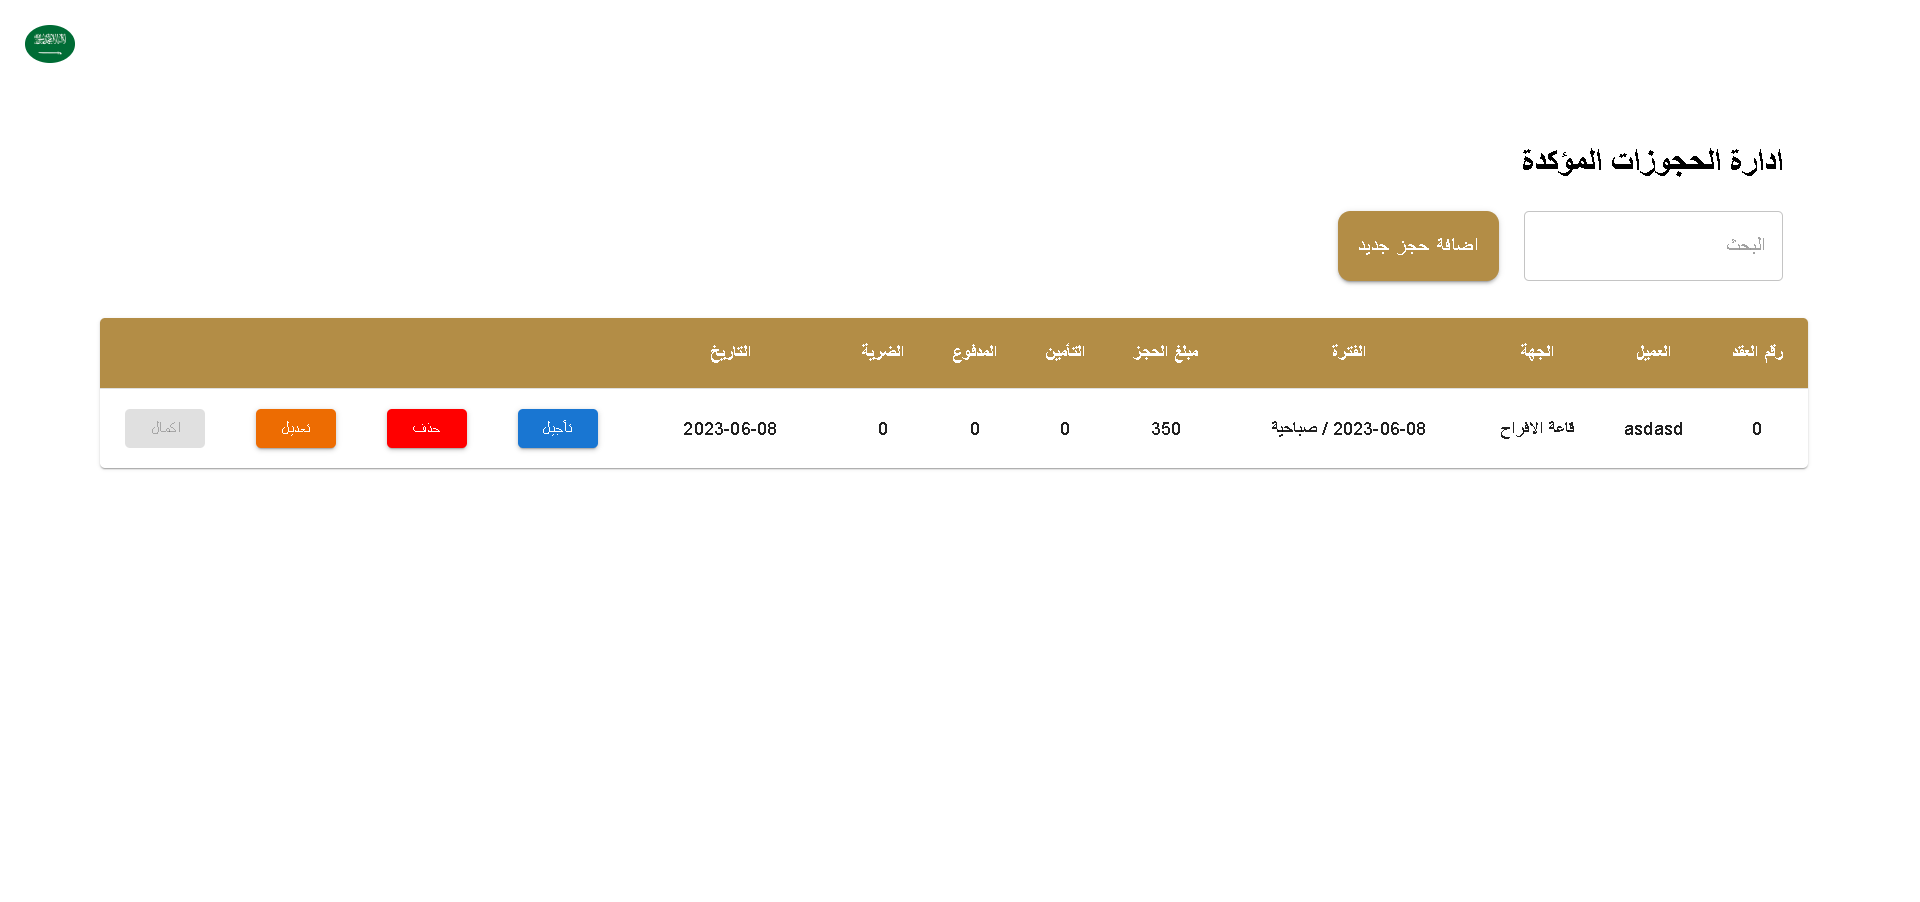 ادارة الحجوزات المؤكدة
البحث
اضافة حجز جديد
رقم العقد العميل الجهة الفترة مبلغ الحجز التأمين المدفوع الضرية التاريخ
0 asdasd قاعة الافراح 2023-06-08 / صباحية 350 0 0 0 2023-06-08 تأجيل حذف تعديل اكمال